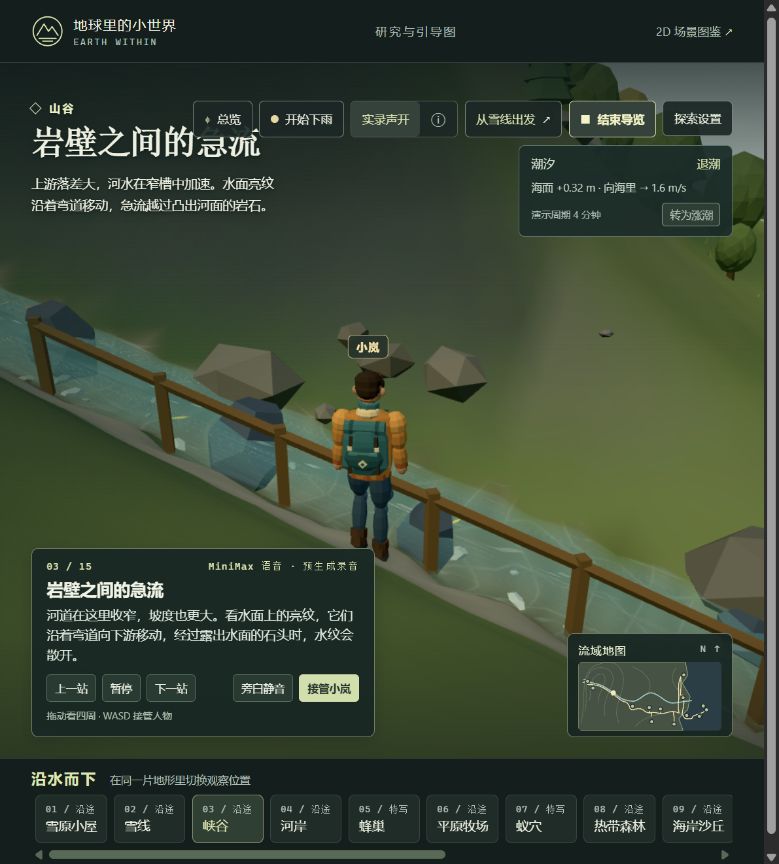 地球里的小世界
EARTH WITHIN
研究与引导图
2D 场景图鉴 ↗
山谷
总览
开始下雨
实录声开
ⓘ
从雪线出发 ↗
结束导览
探索设置
岩壁之间的急流
上游落差大，河水在窄槽中加速。水面亮纹
沿着弯道移动，急流越过凸出河面的岩石。
潮汐
退潮
海面 +0.32 m · 向海里 → 1.6 m/s
演示周期 4 分钟
转为涨潮
小岚
03 / 15
MiniMax 语音 · 预生成录音
岩壁之间的急流
河道在这里收窄，坡度也更大。看水面上的亮纹，它们
沿着弯道向下游移动，经过露出水面的石头时，水纹会
散开。
上一站
暂停
下一站
旁白静音
接管小岚
拖动看四周 · WASD 接管人物
流域地图
N ↑
沿水而下
在同一片地形里切换观察位置
01 / 沿途
雪原小屋
02 / 沿途
雪线
03 / 沿途
峡谷
04 / 沿途
河岸
05 / 特写
蜂巢
06 / 沿途
平原牧场
07 / 特写
蚁穴
08 / 沿途
热带森林
09 / 沿途
海岸沙丘